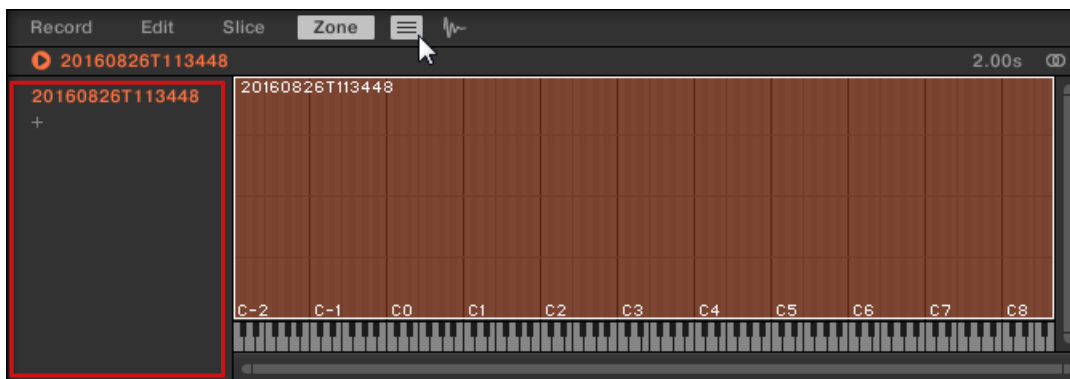 Record Edit Slice Zone
20160826T113448 2.00s
20160826T113448
+
20160826T113448
C-2 C-1 C0 C1 C2 C3 C4 C5 C6 C7 C8